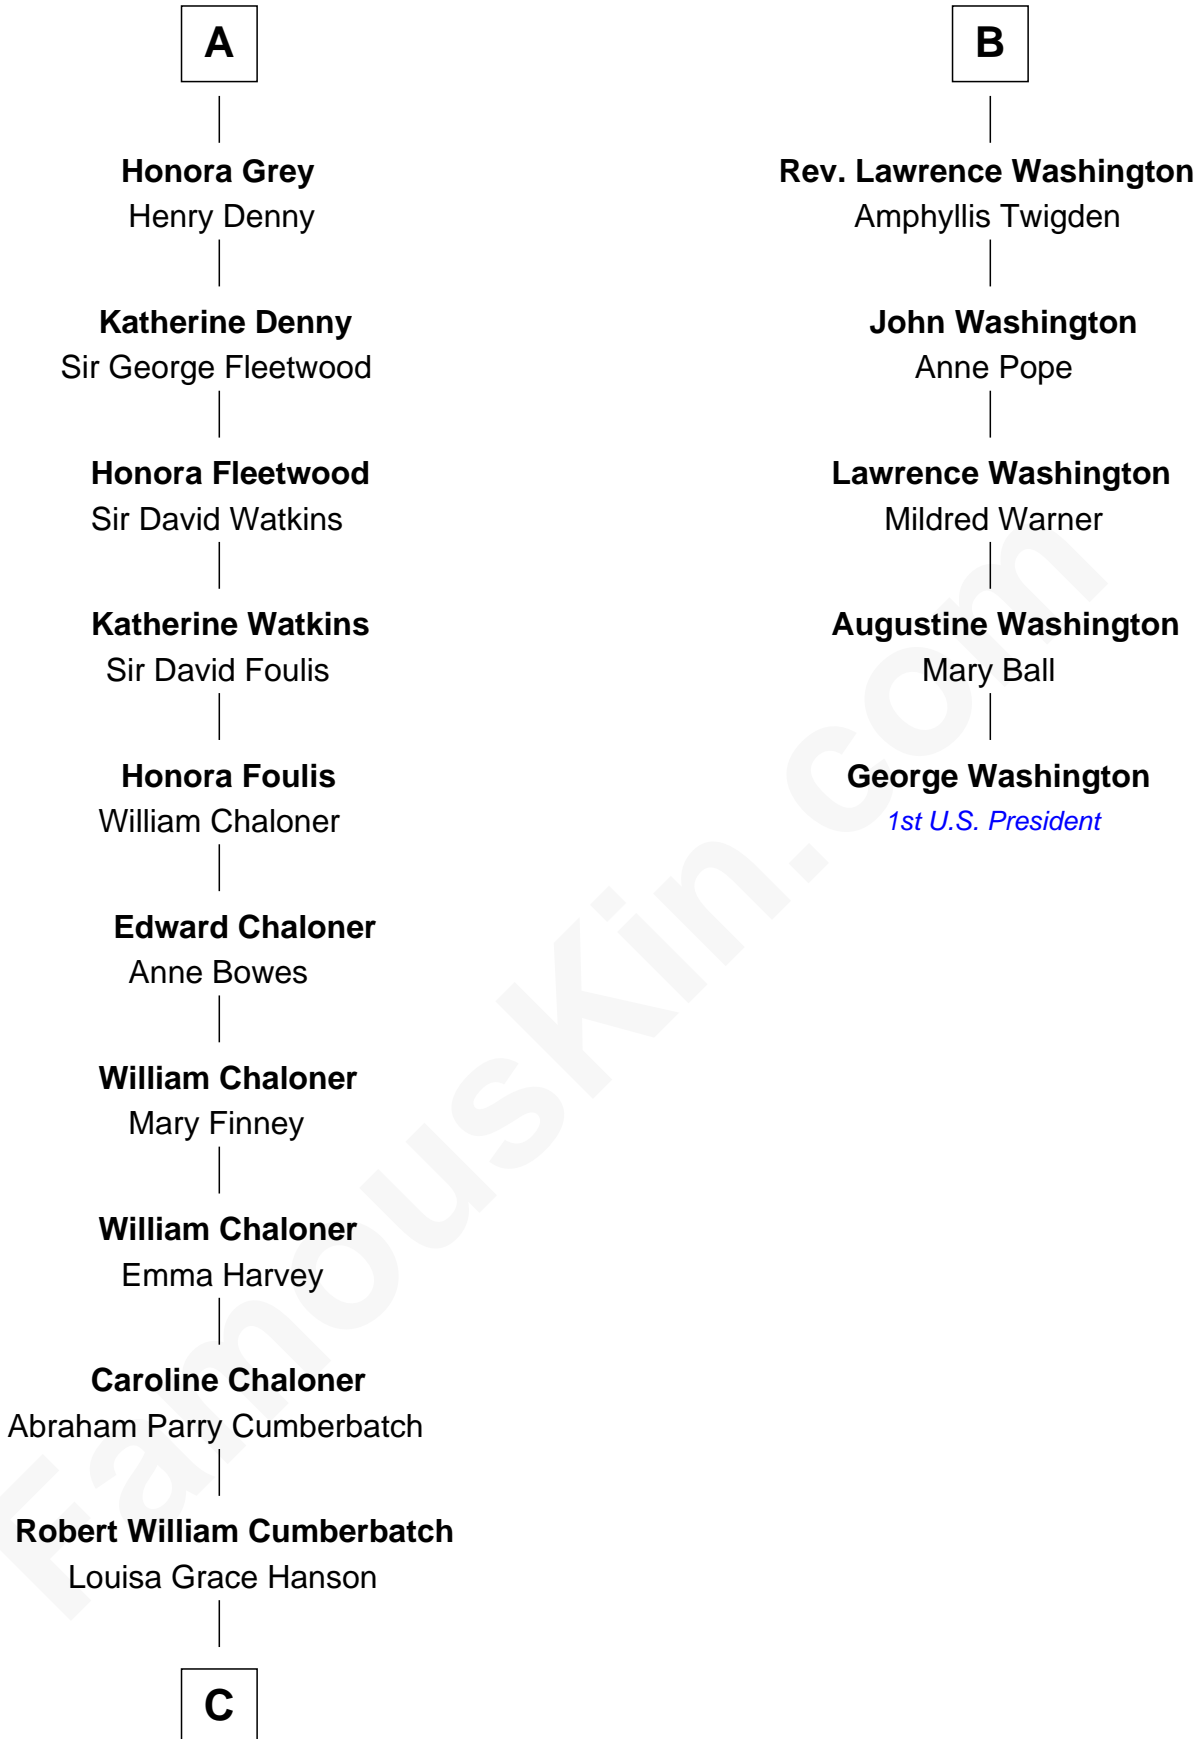 A
Honora Grey
Henry Denny
Katherine Denny
Sir George Fleetwood
Honora Fleetwood
Sir David Watkins
Katherine Watkins
Sir David Foulis
Honora Foulis
William Chaloner
Edward Chaloner
Anne Bowes
William Chaloner
Mary Finney
William Chaloner
Emma Harvey
Caroline Chaloner
Abraham Parry Cumberbatch
Robert William Cumberbatch
Louisa Grace Hanson
C
B
Rev. Lawrence Washington
Amphyllis Twigden
John Washington
Anne Pope
Lawrence Washington
Mildred Warner
Augustine Washington
Mary Ball
George Washington
1st U.S. President
FamousKin.com